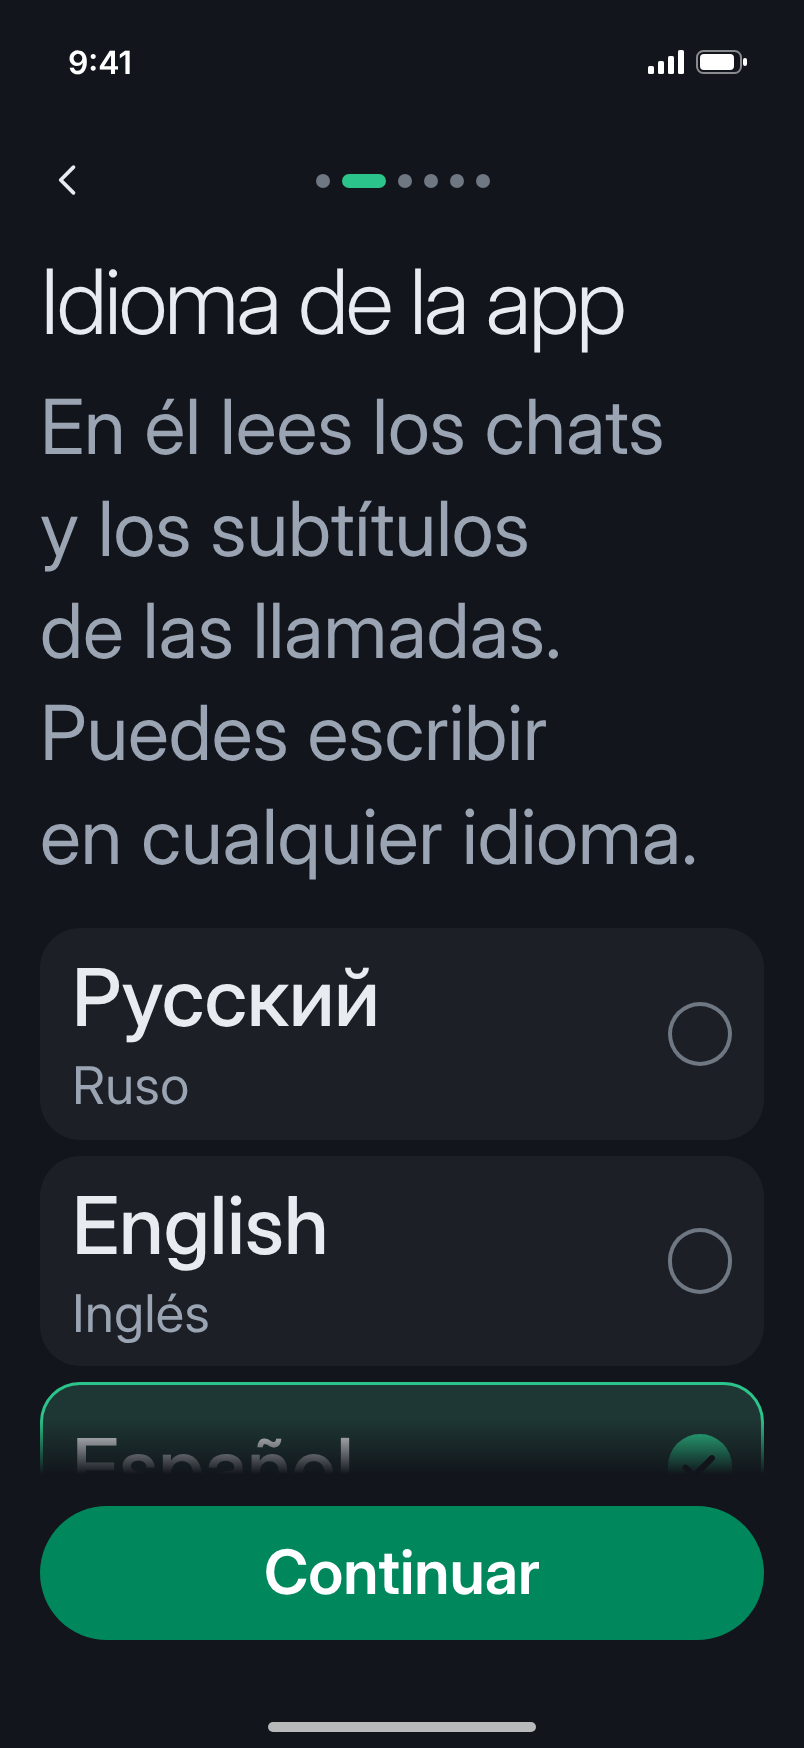 9:41
Idioma de la app
En él lees los chats
y los subtítulos
de las llamadas.
Puedes escribir
en cualquier idioma.
Русский
Ruso
English
Inglés
Español
Continuar